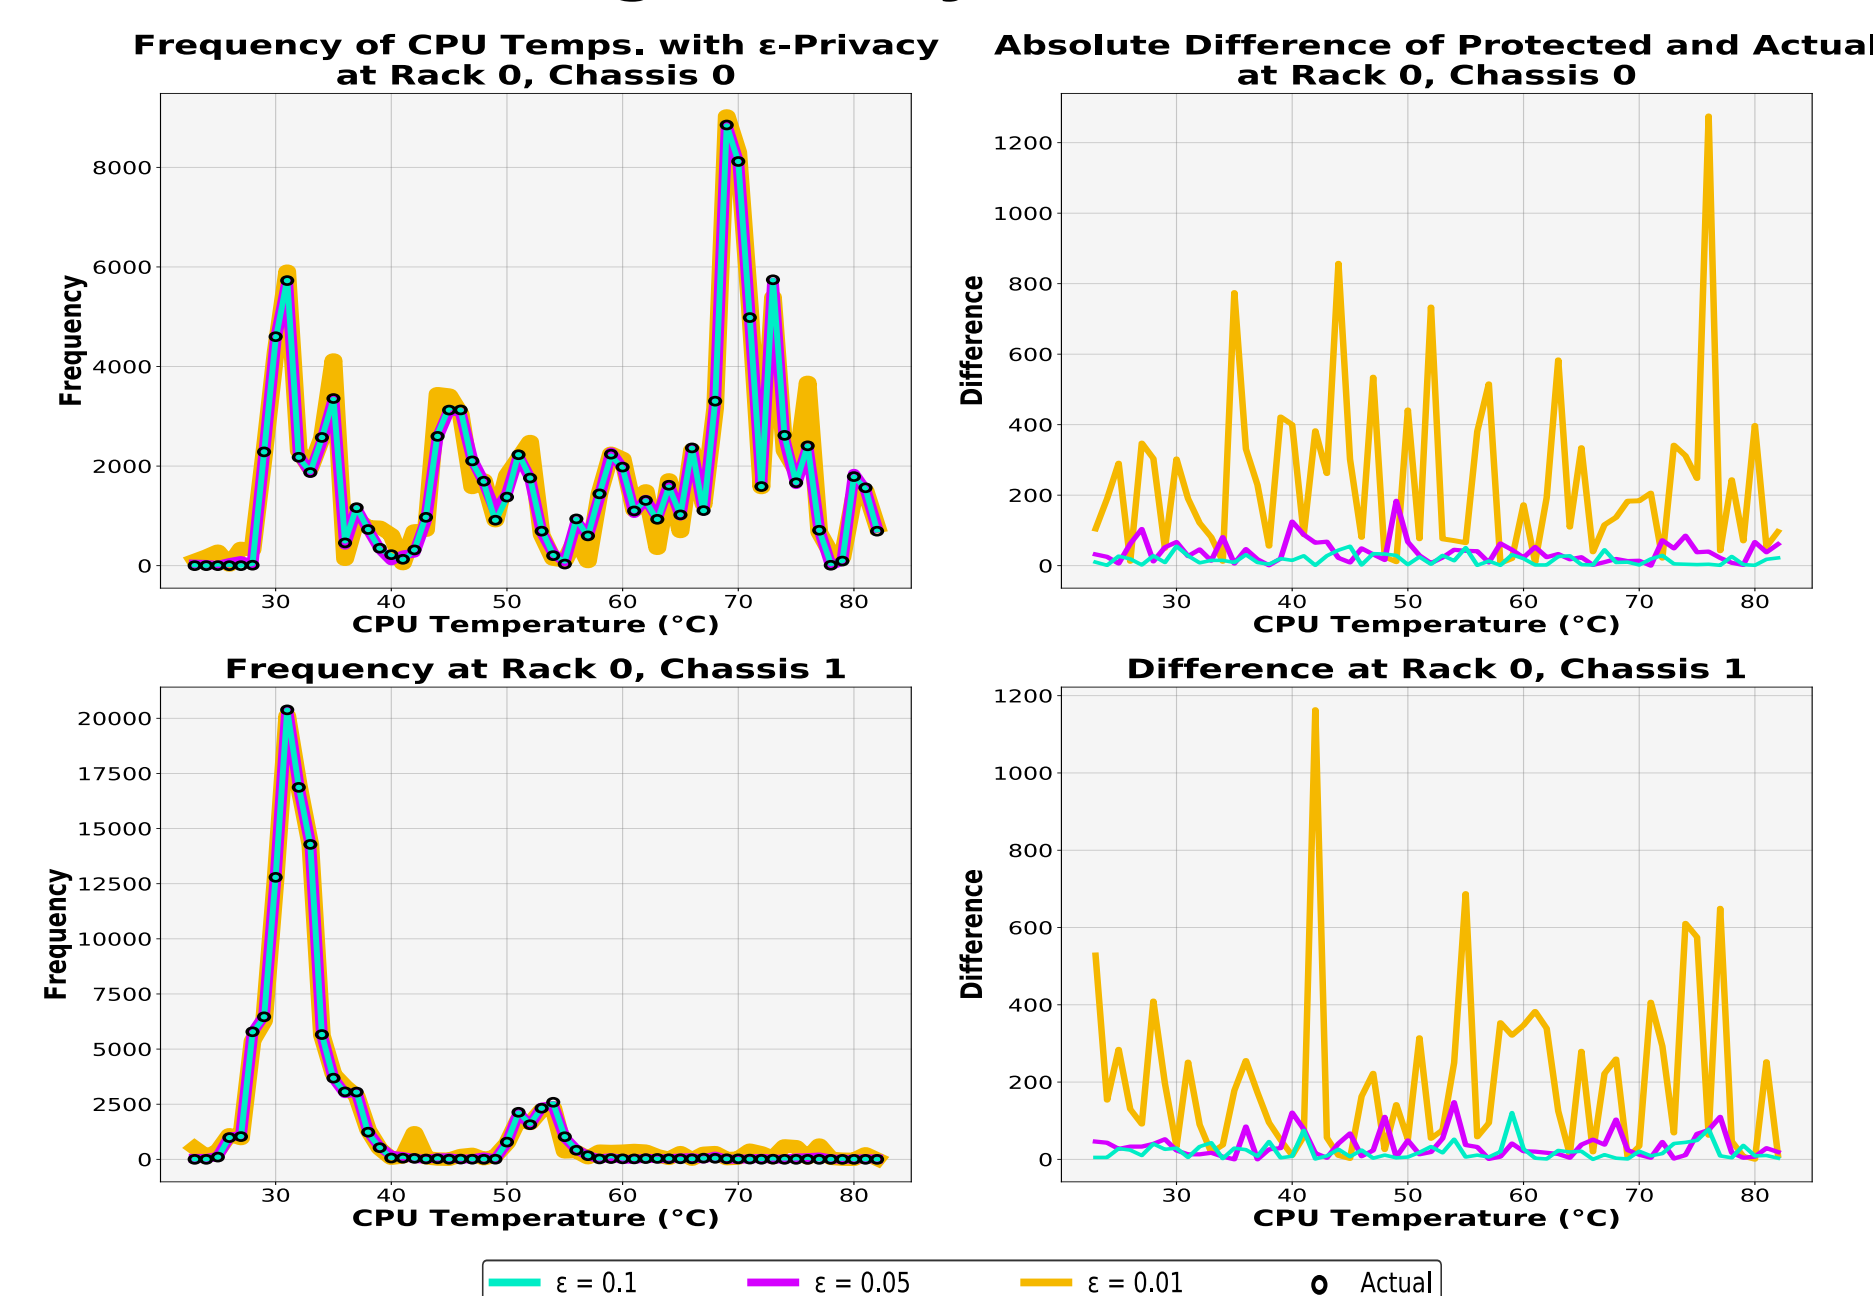 Frequency of CPU Temps. with ε-Privacy
at Rack 0, Chassis 0
Absolute Difference of Protected and Actual
at Rack 0, Chassis 0
Frequency
8000
6000
4000
2000
0
30 40 50 60 70 80
CPU Temperature (°C)
Difference
1200
1000
800
600
400
200
0
30 40 50 60 70 80
CPU Temperature (°C)
Frequency at Rack 0, Chassis 1
Difference at Rack 0, Chassis 1
Frequency
20000
17500
15000
12500
10000
7500
5000
2500
0
30 40 50 60 70 80
CPU Temperature (°C)
Difference
1200
1000
800
600
400
200
0
30 40 50 60 70 80
CPU Temperature (°C)
ε = 0.1 ε = 0.05 ε = 0.01 Actual